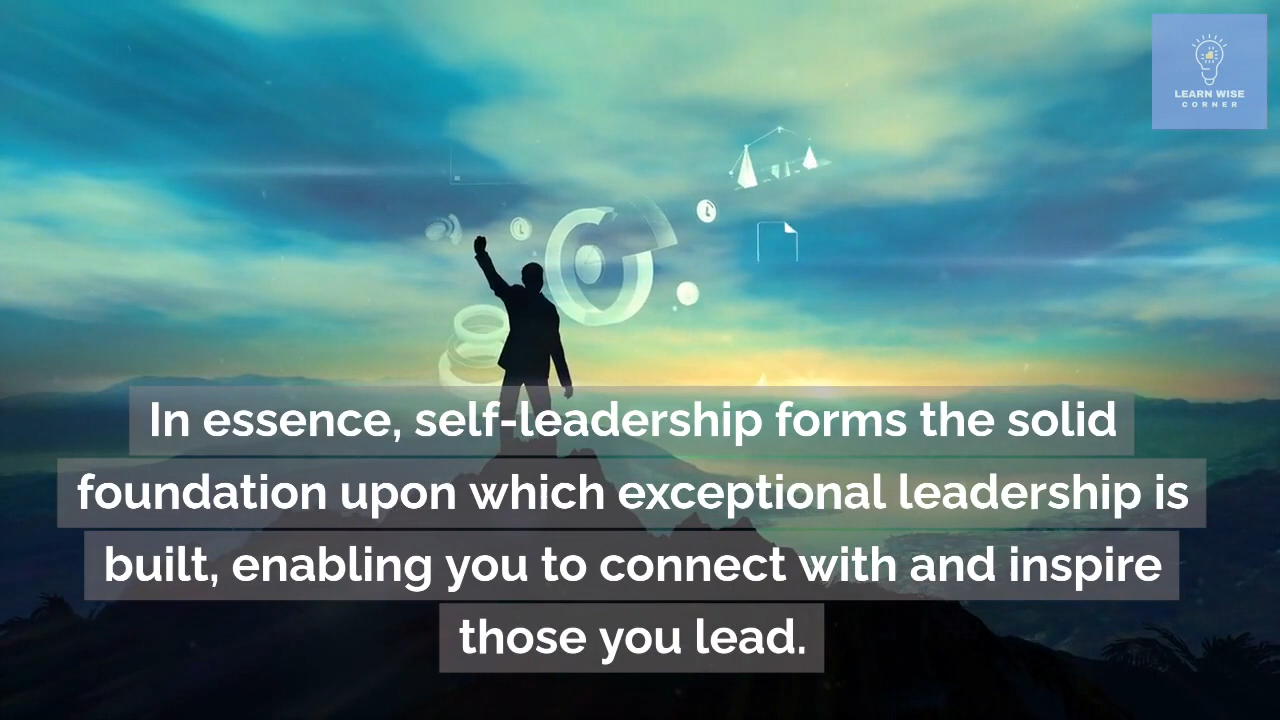 LEARN WISE
CORNER
In essence, self-leadership forms the solid
foundation upon which exceptional leadership is
built, enabling you to connect with and inspire
those you lead.